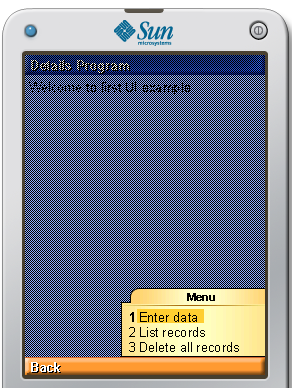 Sun
microsystems
Details Program
Welcome to first UI example
Menu
1 Enter data
2 List records
3 Delete all records
Back